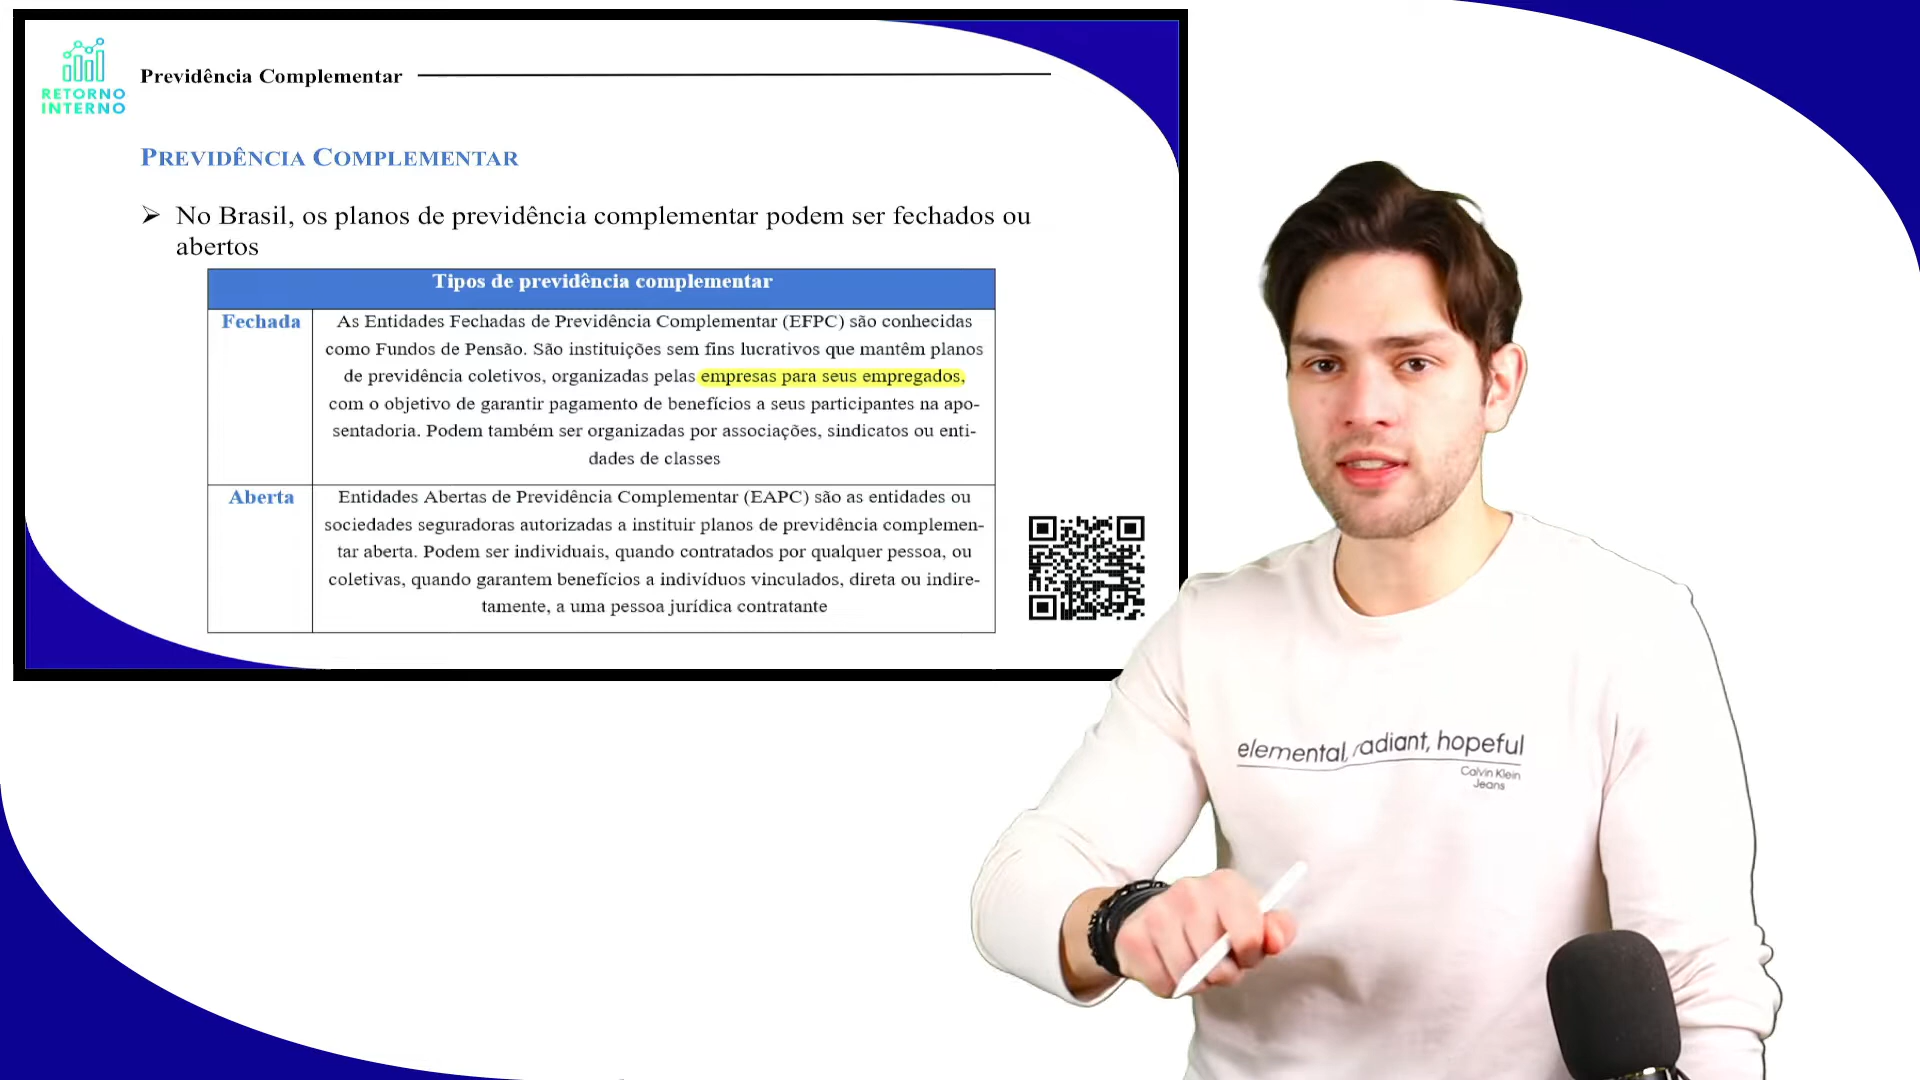 RETORNO
INTERNO
Previdência Complementar
PREVIDÊNCIA COMPLEMENTAR
➢ No Brasil, os planos de previdência complementar podem ser fechados ou
abertos
Tipos de previdência complementar
Fechada
As Entidades Fechadas de Previdência Complementar (EFPC) são conhecidas
como Fundos de Pensão. São instituições sem fins lucrativos que mantêm planos
de previdência coletivos, organizadas pelas empresas para seus empregados,
com o objetivo de garantir pagamento de benefícios a seus participantes na apo-
sentadoria. Podem também ser organizadas por associações, sindicatos ou enti-
dades de classes
Aberta
Entidades Abertas de Previdência Complementar (EAPC) são as entidades ou
sociedades seguradoras autorizadas a instituir planos de previdência complemen-
tar aberta. Podem ser individuais, quando contratados por qualquer pessoa, ou
coletivas, quando garantem benefícios a indivíduos vinculados, direta ou indire-
tamente, a uma pessoa jurídica contratante
elemental, radiant, hopeful
Calvin Klein
Jeans